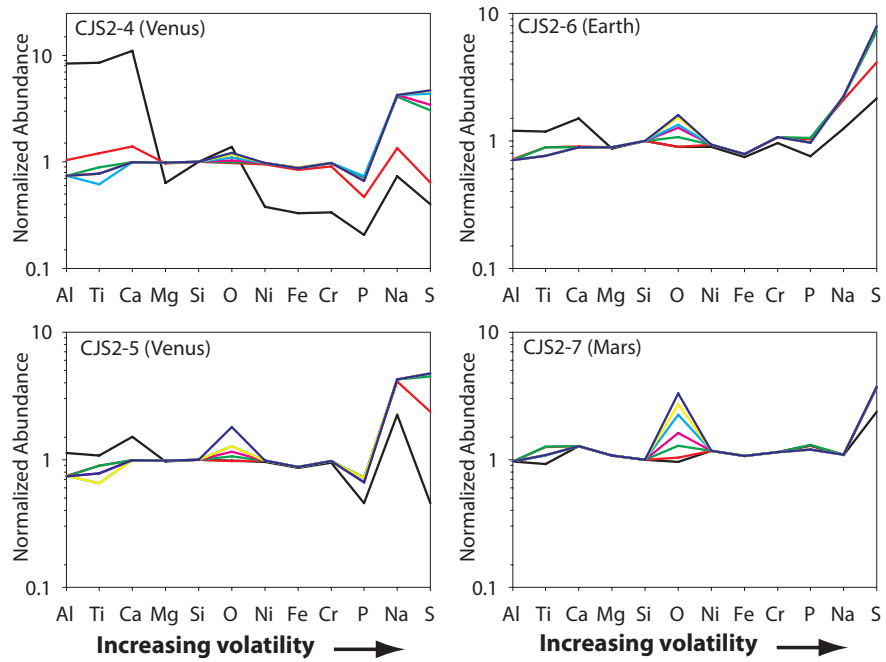 CJS2-4 (Venus)
Normalized Abundance
10
1
0.1
Al Ti Ca Mg Si O Ni Fe Cr P Na S
CJS2-6 (Earth)
Normalized Abundance
10
1
0.1
Al Ti Ca Mg Si O Ni Fe Cr P Na S
CJS2-5 (Venus)
Normalized Abundance
10
1
0.1
Al Ti Ca Mg Si O Ni Fe Cr P Na S
Increasing volatility
CJS2-7 (Mars)
Normalized Abundance
10
1
0.1
Al Ti Ca Mg Si O Ni Fe Cr P Na S
Increasing volatility